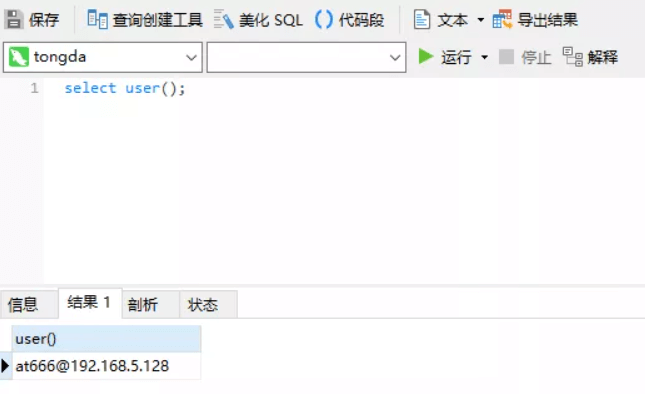 保存 查询创建工具 美化 SQL 代码段 文本 导出结果
tongda 运行 停止 解释
1 select user();
信息 结果 1 剖析 状态
user()
at666@192.168.5.128